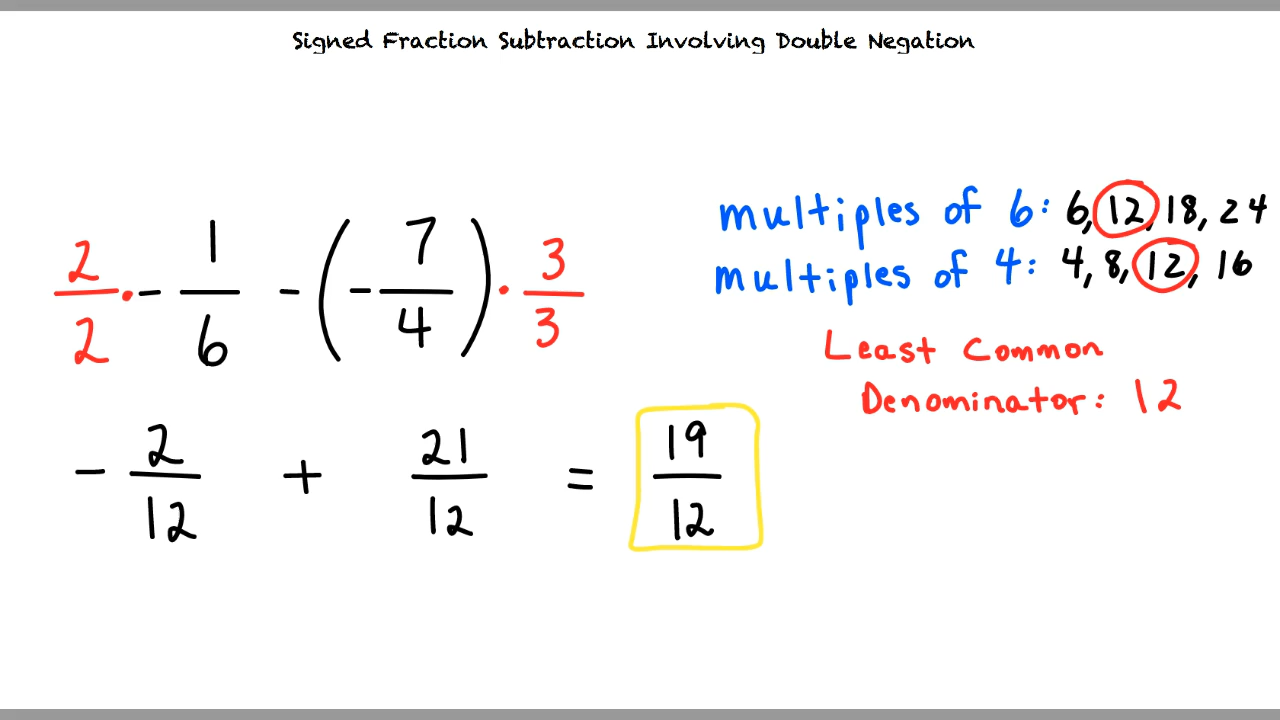 Signed Fraction Subtraction Involving Double Negation
multiples of 6: 6, 12, 18, 24
multiples of 4: 4, 8, 12, 16
2/2 · - 1/6 - (- 7/4) · 3/3
Least Common
Denominator: 12
- 2/12 + 21/12 = 19/12